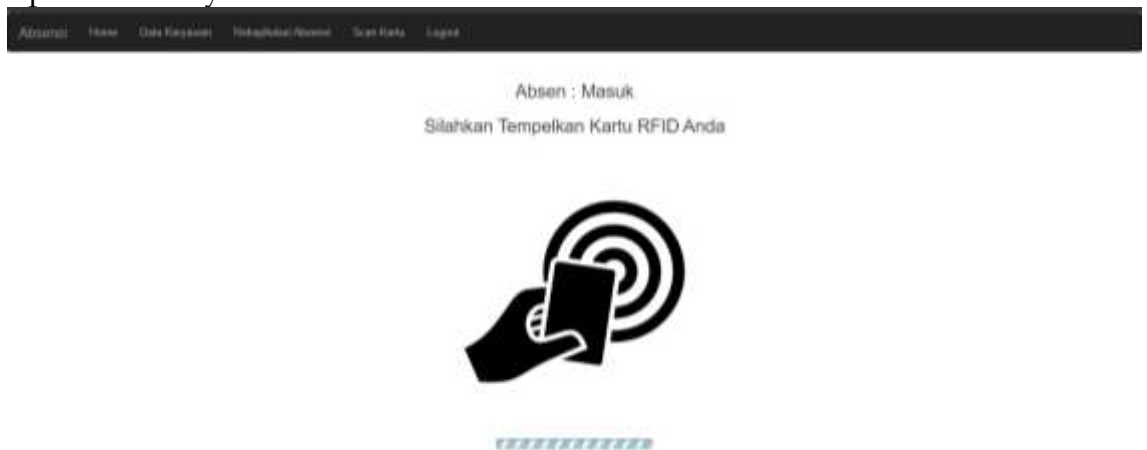 Absensi Home Data Karyawan Rekapitulasi Absensi Scan Kartu Logout
Absen : Masuk
Silahkan Tempelkan Kartu RFID Anda